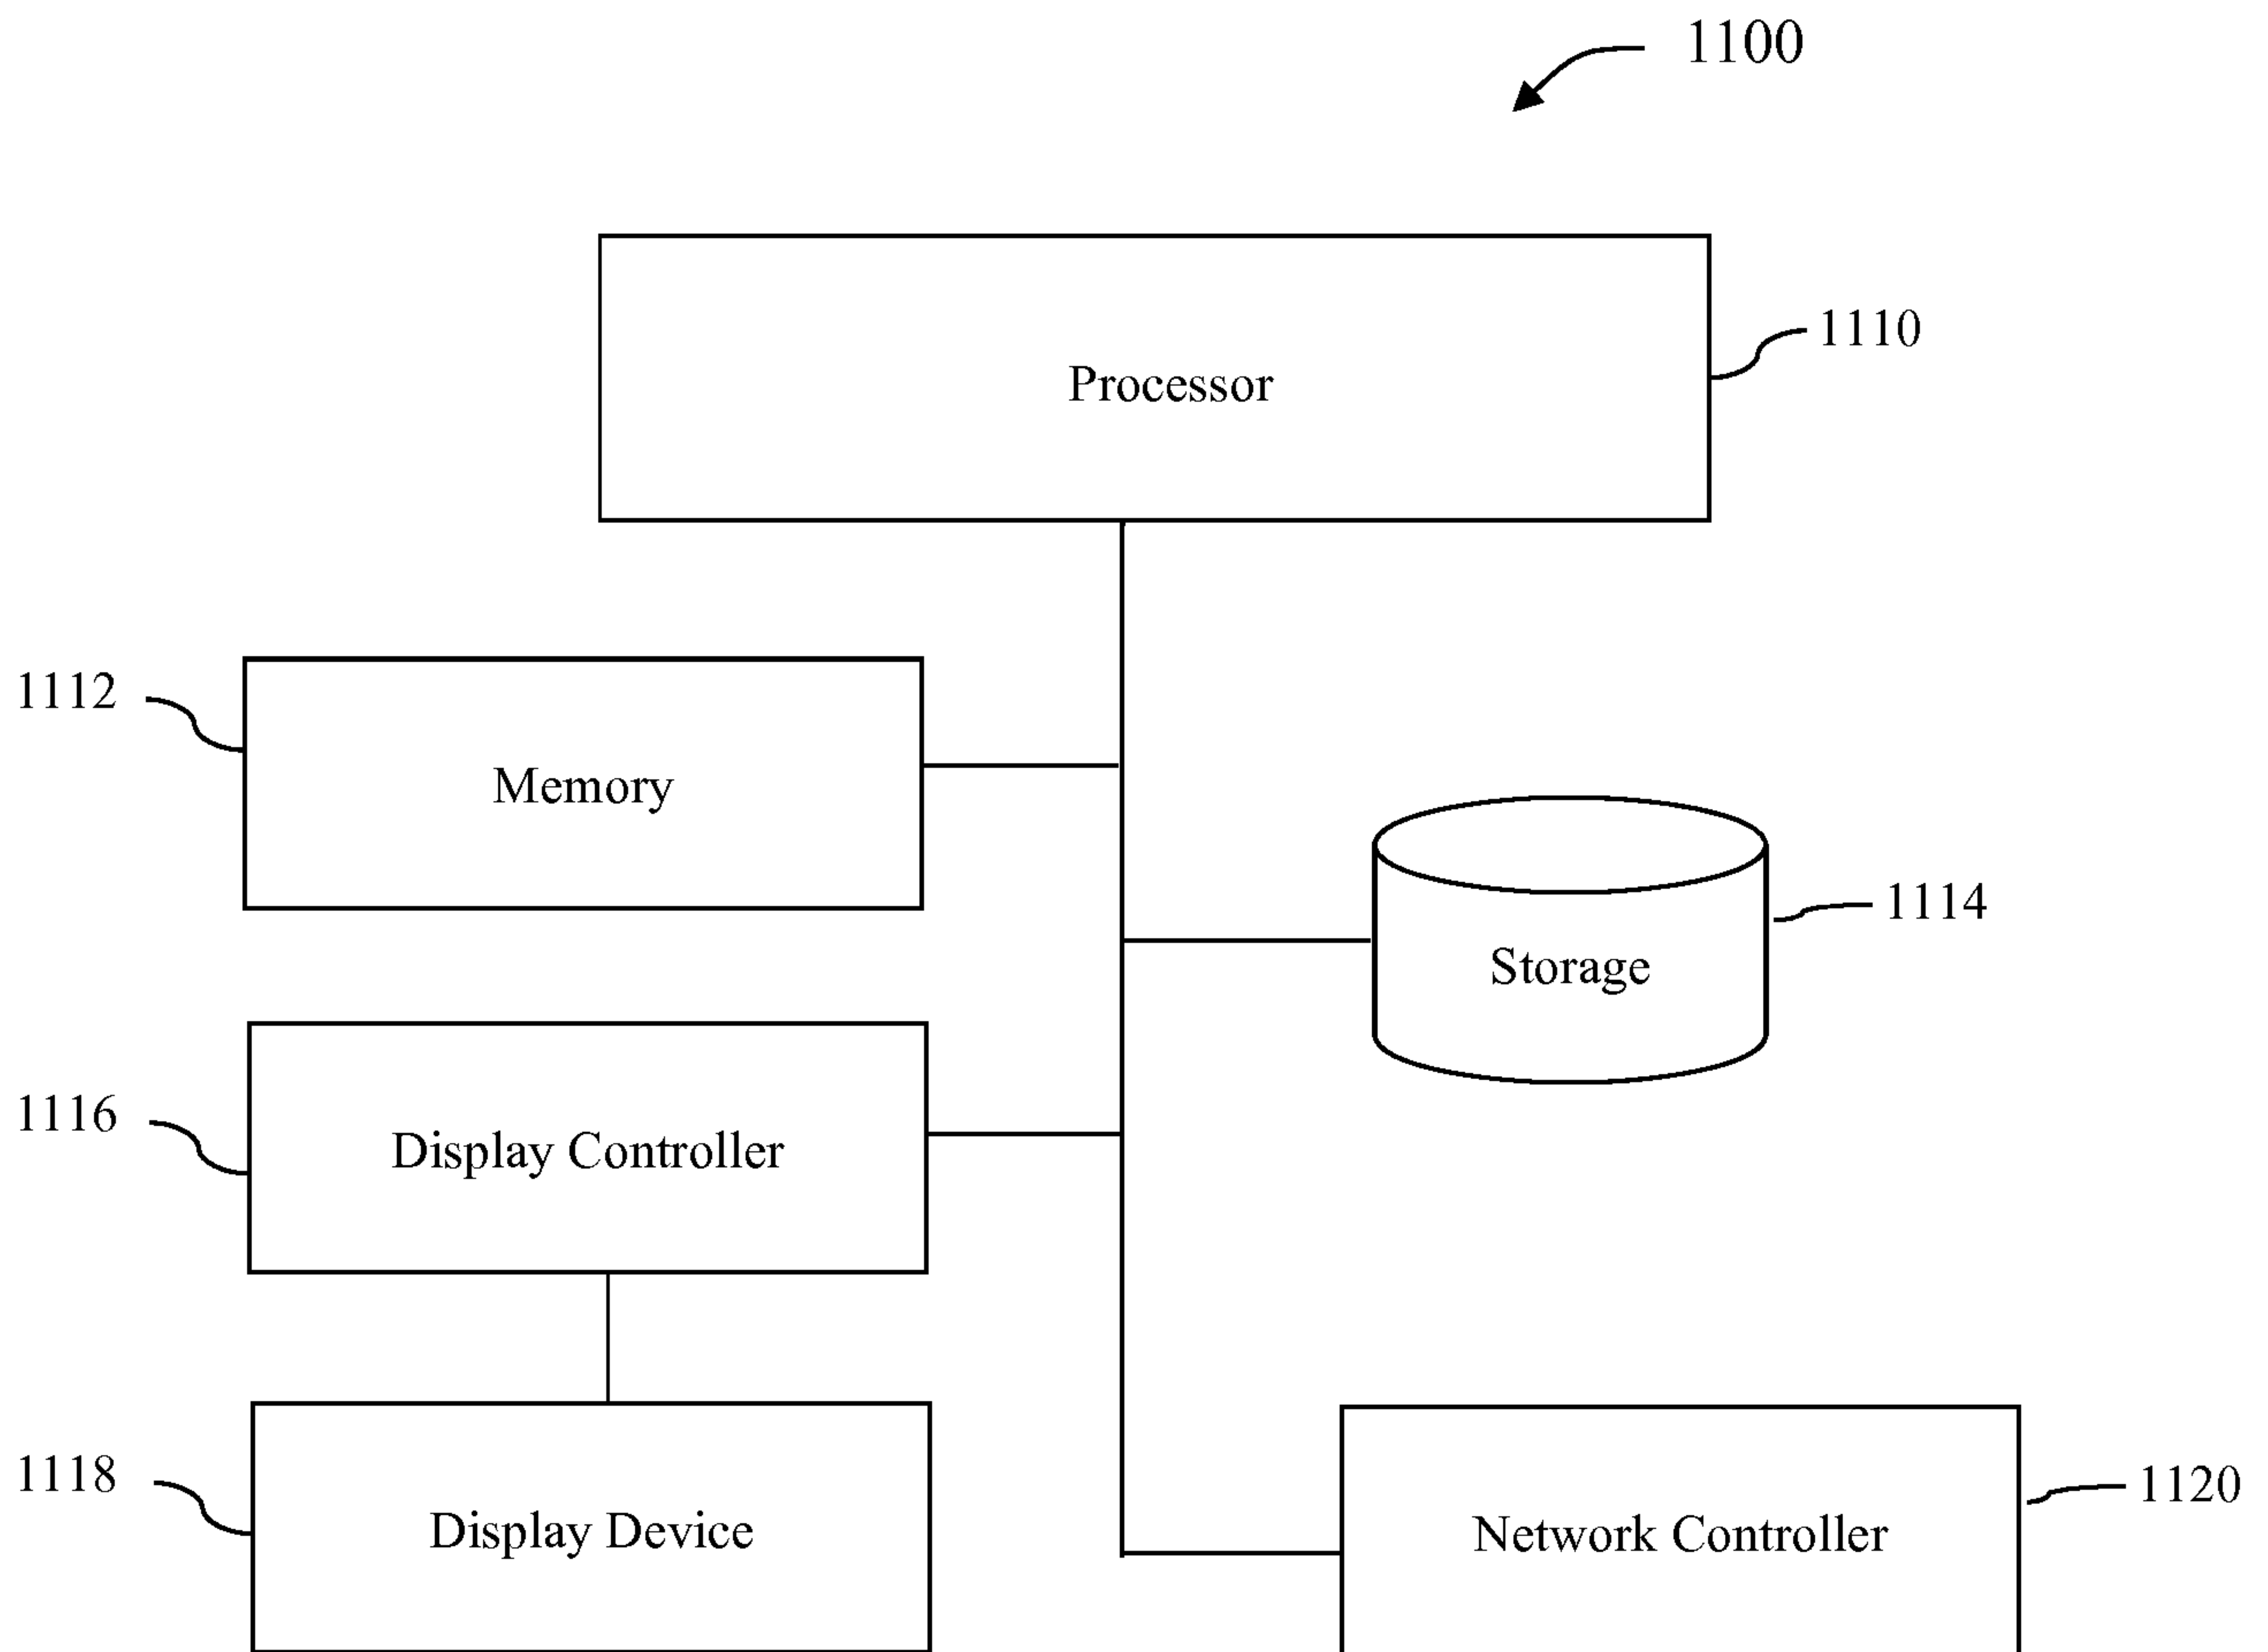 1100
Processor
1110
1112
Memory
1114
Storage
1116
Display Controller
1118
Display Device
1120
Network Controller